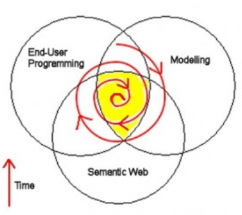 End-User
Programming
Modelling
Semantic Web
Time